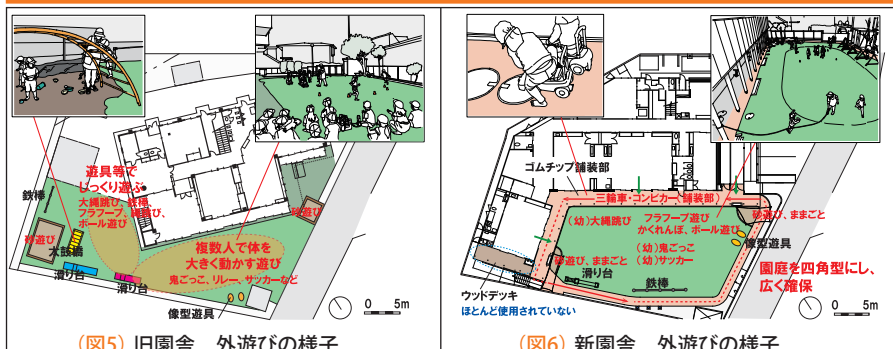 遊具等で
じっくり遊ぶ
大縄跳び、鉄棒、
フラフープ、縄跳び、
ボール遊び
鉄棒
砂遊び
太鼓橋
滑り台
滑り台
砂遊び
複数人で体を
大きく動かす遊び
鬼ごっこ、リレー、サッカーなど
像型遊具
0 5m
(図5) 旧園舎 外遊びの様子
ゴムチップ舗装部
三輪車・コンビカー(舗装部)
(幼)大縄跳び
フラフープ遊び
かくれんぼ、ボール遊び
砂遊び、ままごと
像型遊具
(幼)鬼ごっこ
(幼)サッカー
砂遊び、ままごと
滑り台
鉄棒
園庭を四角型にし、
広く確保
ウッドデッキ
ほとんど使用されていない
0 5m
(図6) 新園舎 外遊びの様子